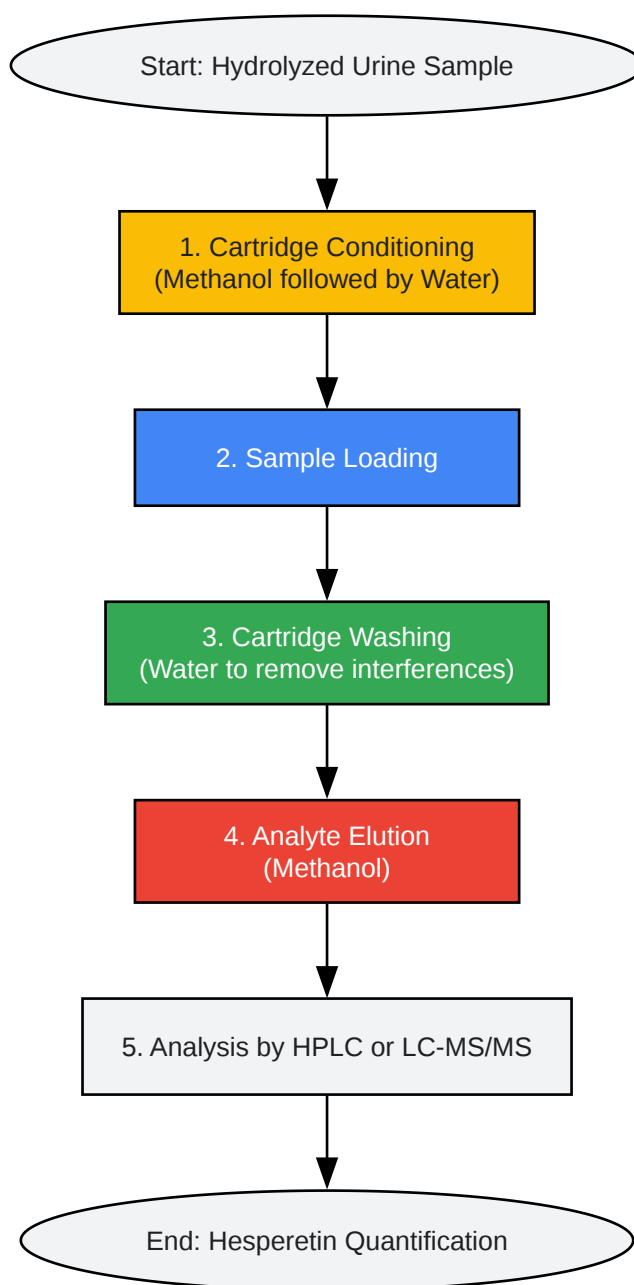 Start: Hydrolyzed Urine Sample
1. Cartridge Conditioning
(Methanol followed by Water)
2. Sample Loading
3. Cartridge Washing
(Water to remove interferences)
4. Analyte Elution
(Methanol)
5. Analysis by HPLC or LC-MS/MS
End: Hesperetin Quantification